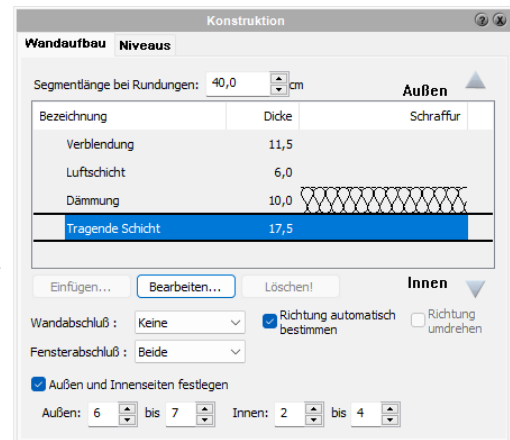 Konstruktion
Wandaufbau Niveaus
Segmentlänge bei Rundungen: 40,0 cm Außen
Bezeichnung Dicke Schraffur
Verblendung 11,5
Luftschicht 6,0
Dämmung 10,0
Tragende Schicht 17,5
Einfügen... Bearbeiten... Löschen! Innen
Wandabschluß : Keine Richtung automatisch bestimmen Richtung umdrehen
Fensterabschluß : Beide
Außen und Innenseiten festlegen
Außen: 6 bis 7 Innen: 2 bis 4